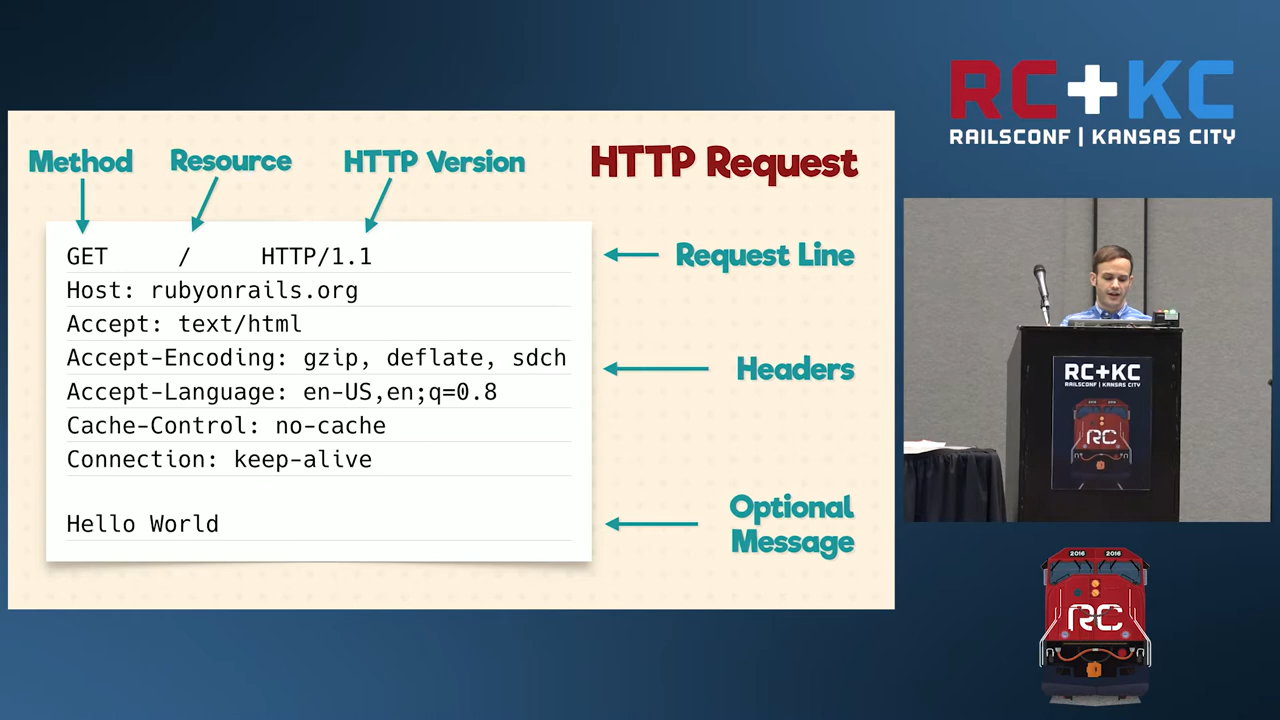 RC+KC
RAILSCONF | KANSAS CITY
Method
Resource
HTTP Version
HTTP Request
GET / HTTP/1.1
Request Line
Host: rubyonrails.org
Accept: text/html
Accept-Encoding: gzip, deflate, sdch
Headers
Accept-Language: en-US,en;q=0.8
Cache-Control: no-cache
Connection: keep-alive
Hello World
Optional
Message
RC+KC
RAILSCONF | KANSAS CITY
RC
2016
2016
RC